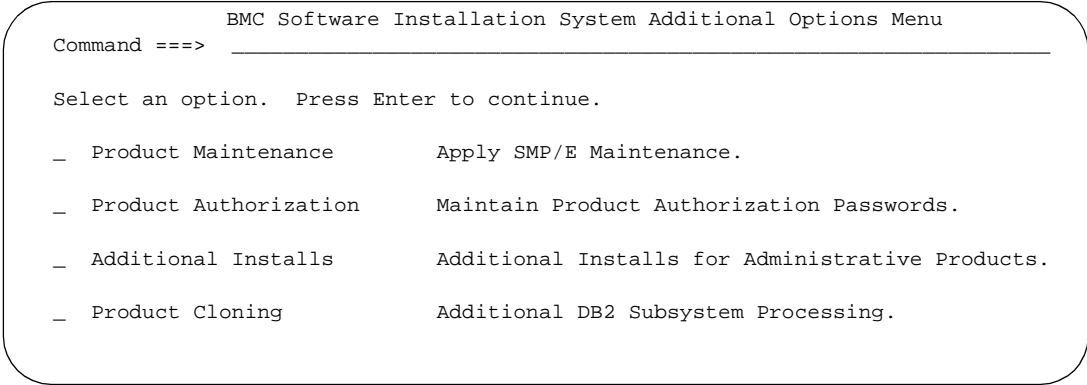 BMC Software Installation System Additional Options Menu
Command ===> ________________________________________________________________
Select an option.  Press Enter to continue.
_  Product Maintenance        Apply SMP/E Maintenance.
_  Product Authorization      Maintain Product Authorization Passwords.
_  Additional Installs        Additional Installs for Administrative Products.
_  Product Cloning            Additional DB2 Subsystem Processing.